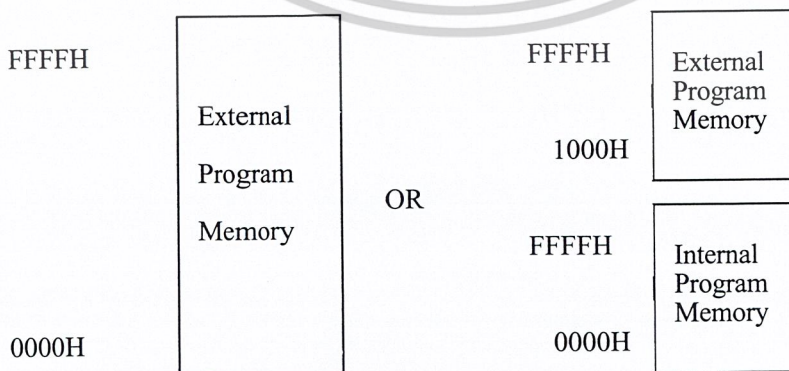 FFFFH
External
Program
Memory
0000H
OR
FFFFH
External
Program
Memory
1000H
FFFFH
Internal
Program
Memory
0000H